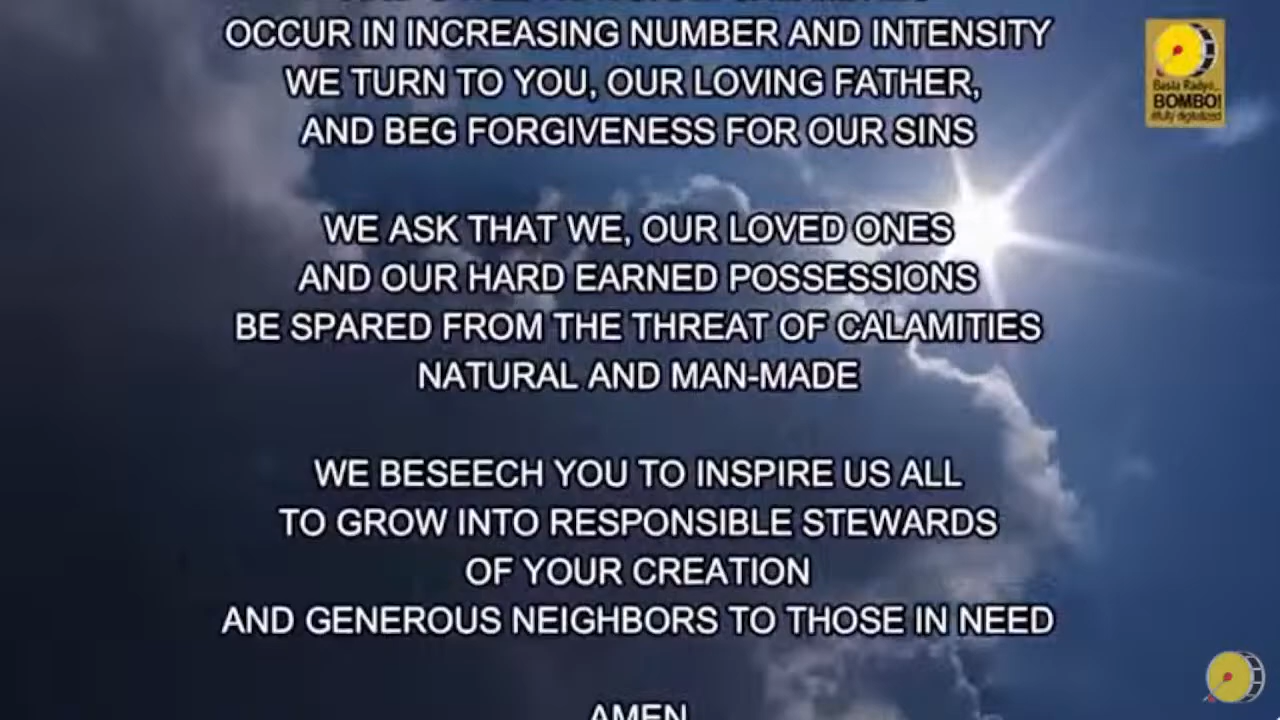 OCCUR IN INCREASING NUMBER AND INTENSITY
WE TURN TO YOU, OUR LOVING FATHER,
AND BEG FORGIVENESS FOR OUR SINS
WE ASK THAT WE, OUR LOVED ONES
AND OUR HARD EARNED POSSESSIONS
BE SPARED FROM THE THREAT OF CALAMITIES
NATURAL AND MAN-MADE
WE BESEECH YOU TO INSPIRE US ALL
TO GROW INTO RESPONSIBLE STEWARDS
OF YOUR CREATION
AND GENEROUS NEIGHBORS TO THOSE IN NEED
AMEN
Basta Radyo...
BOMBO!
digitalized